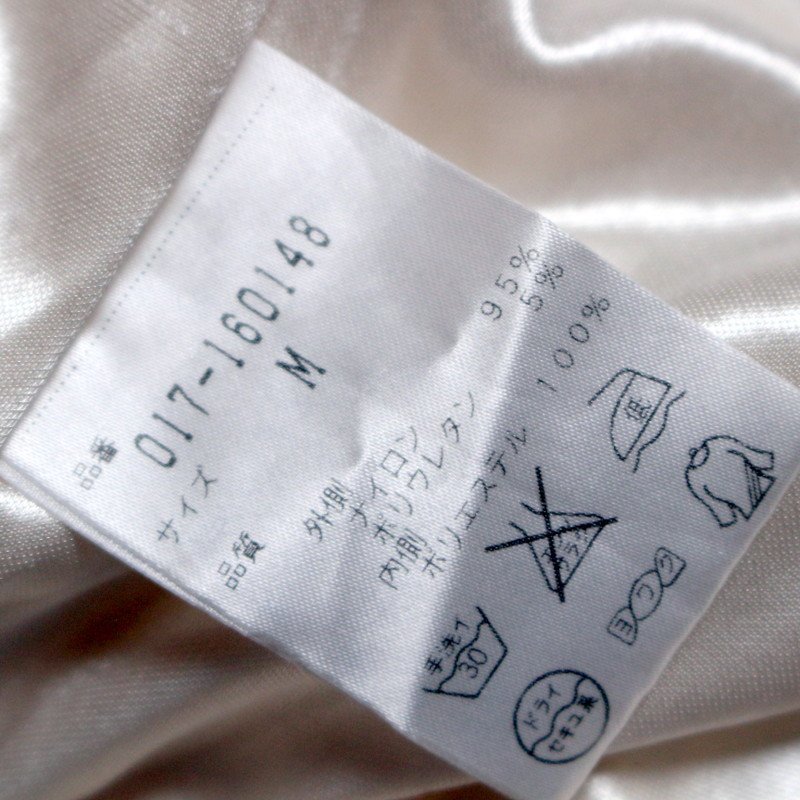 品番 017-160148
サイズ M
品質
外側
ナイロン 95%
ポリウレタン 5%
内側
ポリエステル 100%
手洗イ
30
低
ドライ
セキユ系
ヨワク